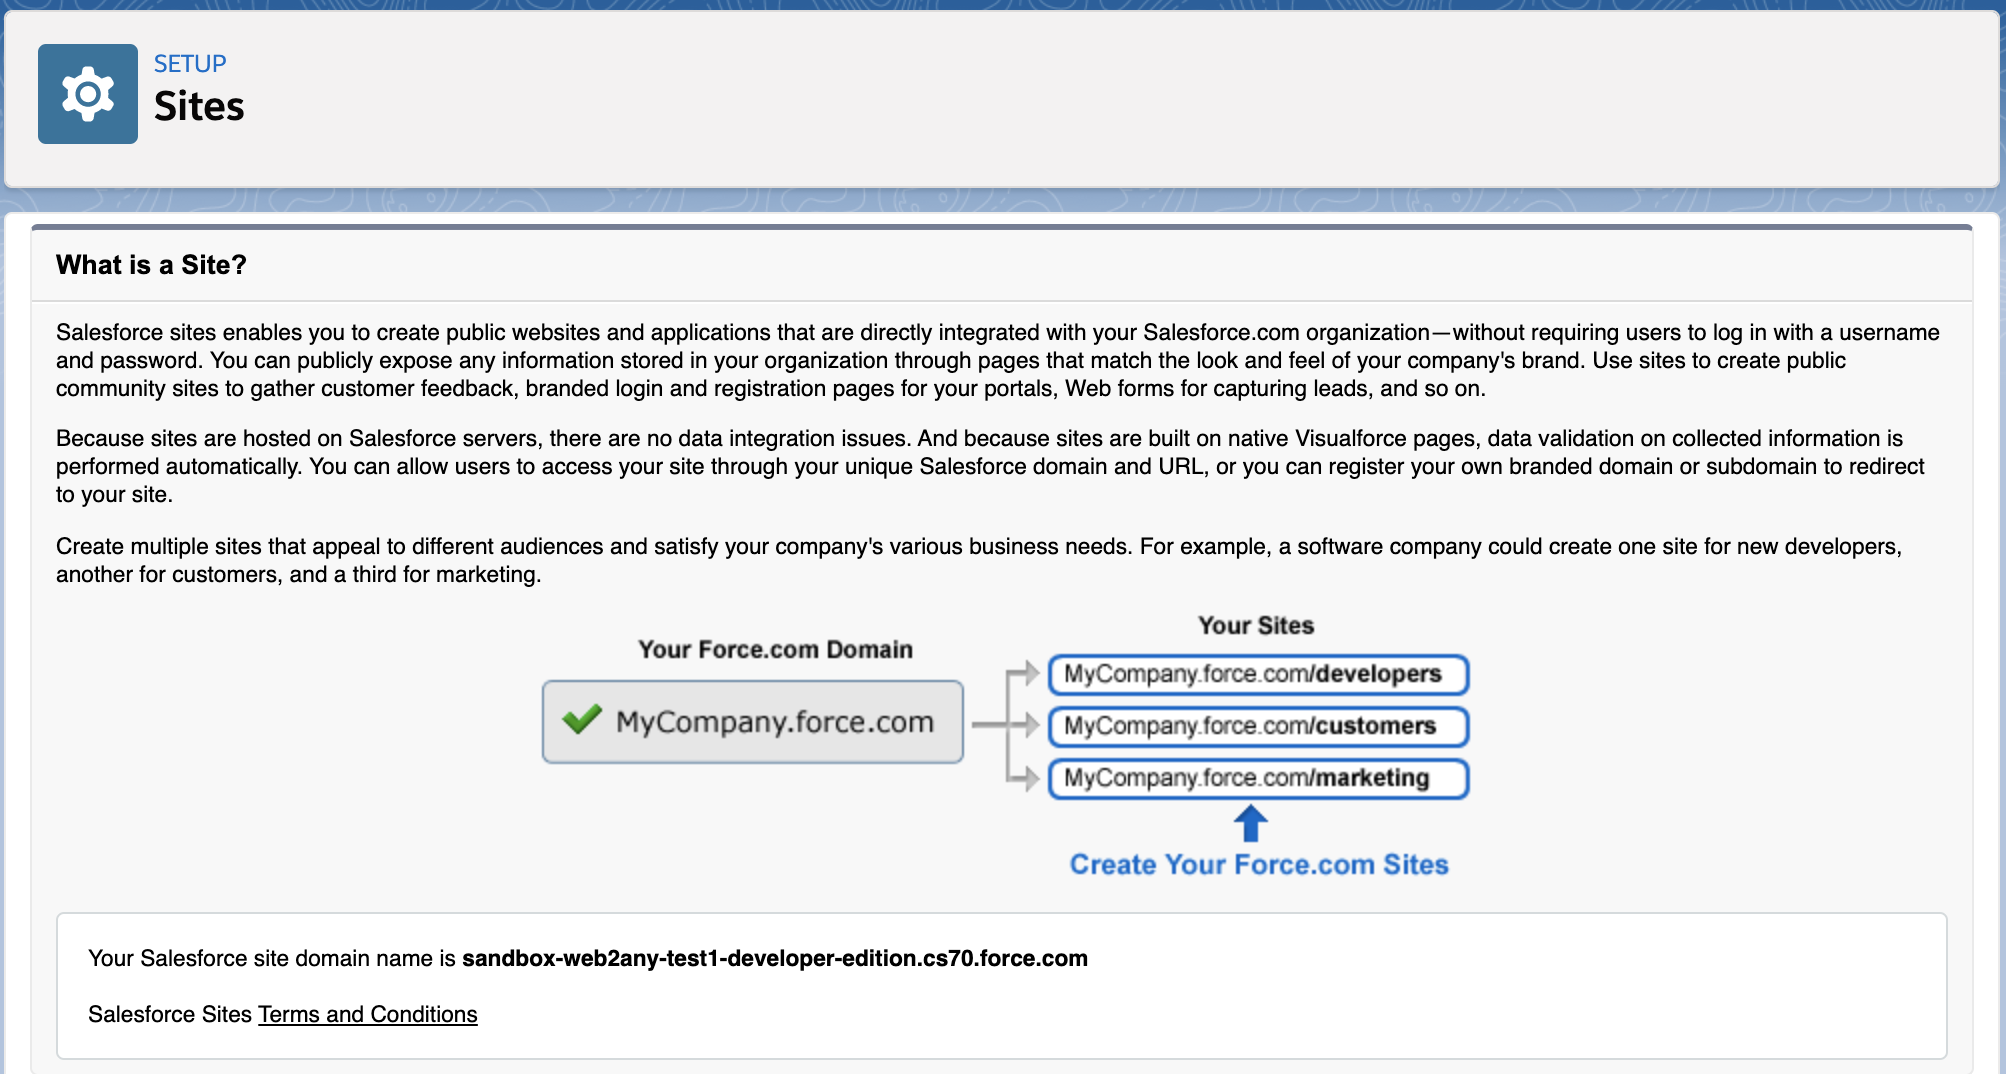 SETUP
Sites
What is a Site?
Salesforce sites enables you to create public websites and applications that are directly integrated with your Salesforce.com organization—without requiring users to log in with a username
and password. You can publicly expose any information stored in your organization through pages that match the look and feel of your company's brand. Use sites to create public
community sites to gather customer feedback, branded login and registration pages for your portals, Web forms for capturing leads, and so on.
Because sites are hosted on Salesforce servers, there are no data integration issues. And because sites are built on native Visualforce pages, data validation on collected information is
performed automatically. You can allow users to access your site through your unique Salesforce domain and URL, or you can register your own branded domain or subdomain to redirect
to your site.
Create multiple sites that appeal to different audiences and satisfy your company's various business needs. For example, a software company could create one site for new developers,
another for customers, and a third for marketing.
Your Force.com Domain
MyCompany.force.com
Your Sites
MyCompany.force.com/developers
MyCompany.force.com/customers
MyCompany.force.com/marketing
Create Your Force.com Sites
Your Salesforce site domain name is sandbox-web2any-test1-developer-edition.cs70.force.com
Salesforce Sites Terms and Conditions